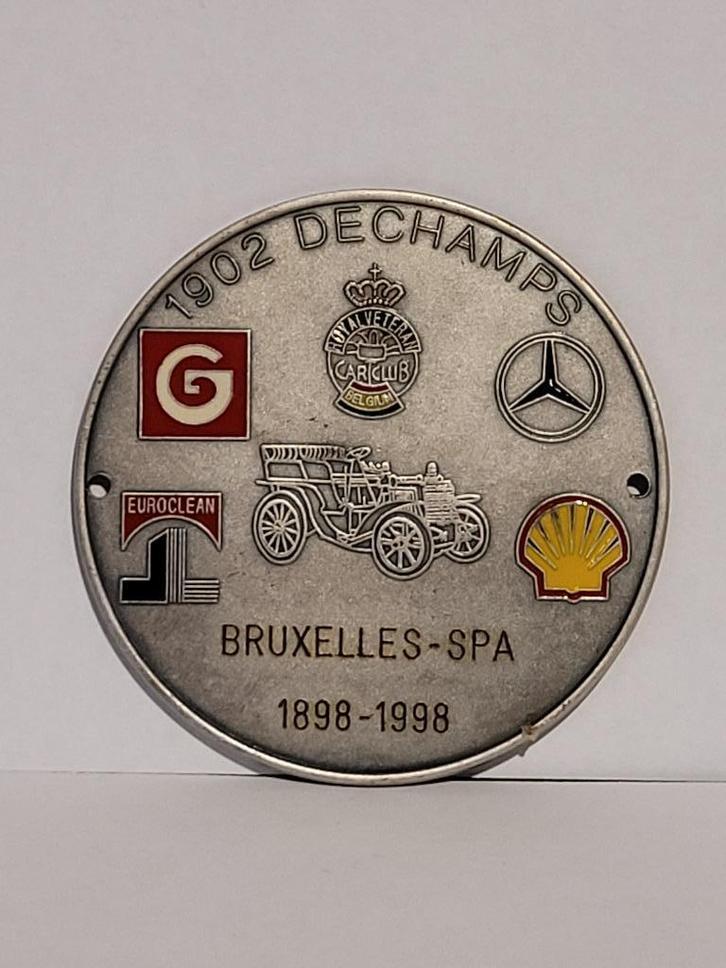 1902 DECHAMPS
ROYAL VETERAN
CAR CLUB
BELGIUM
G
EUROCLEAN
BRUXELLES-SPA
1898-1998